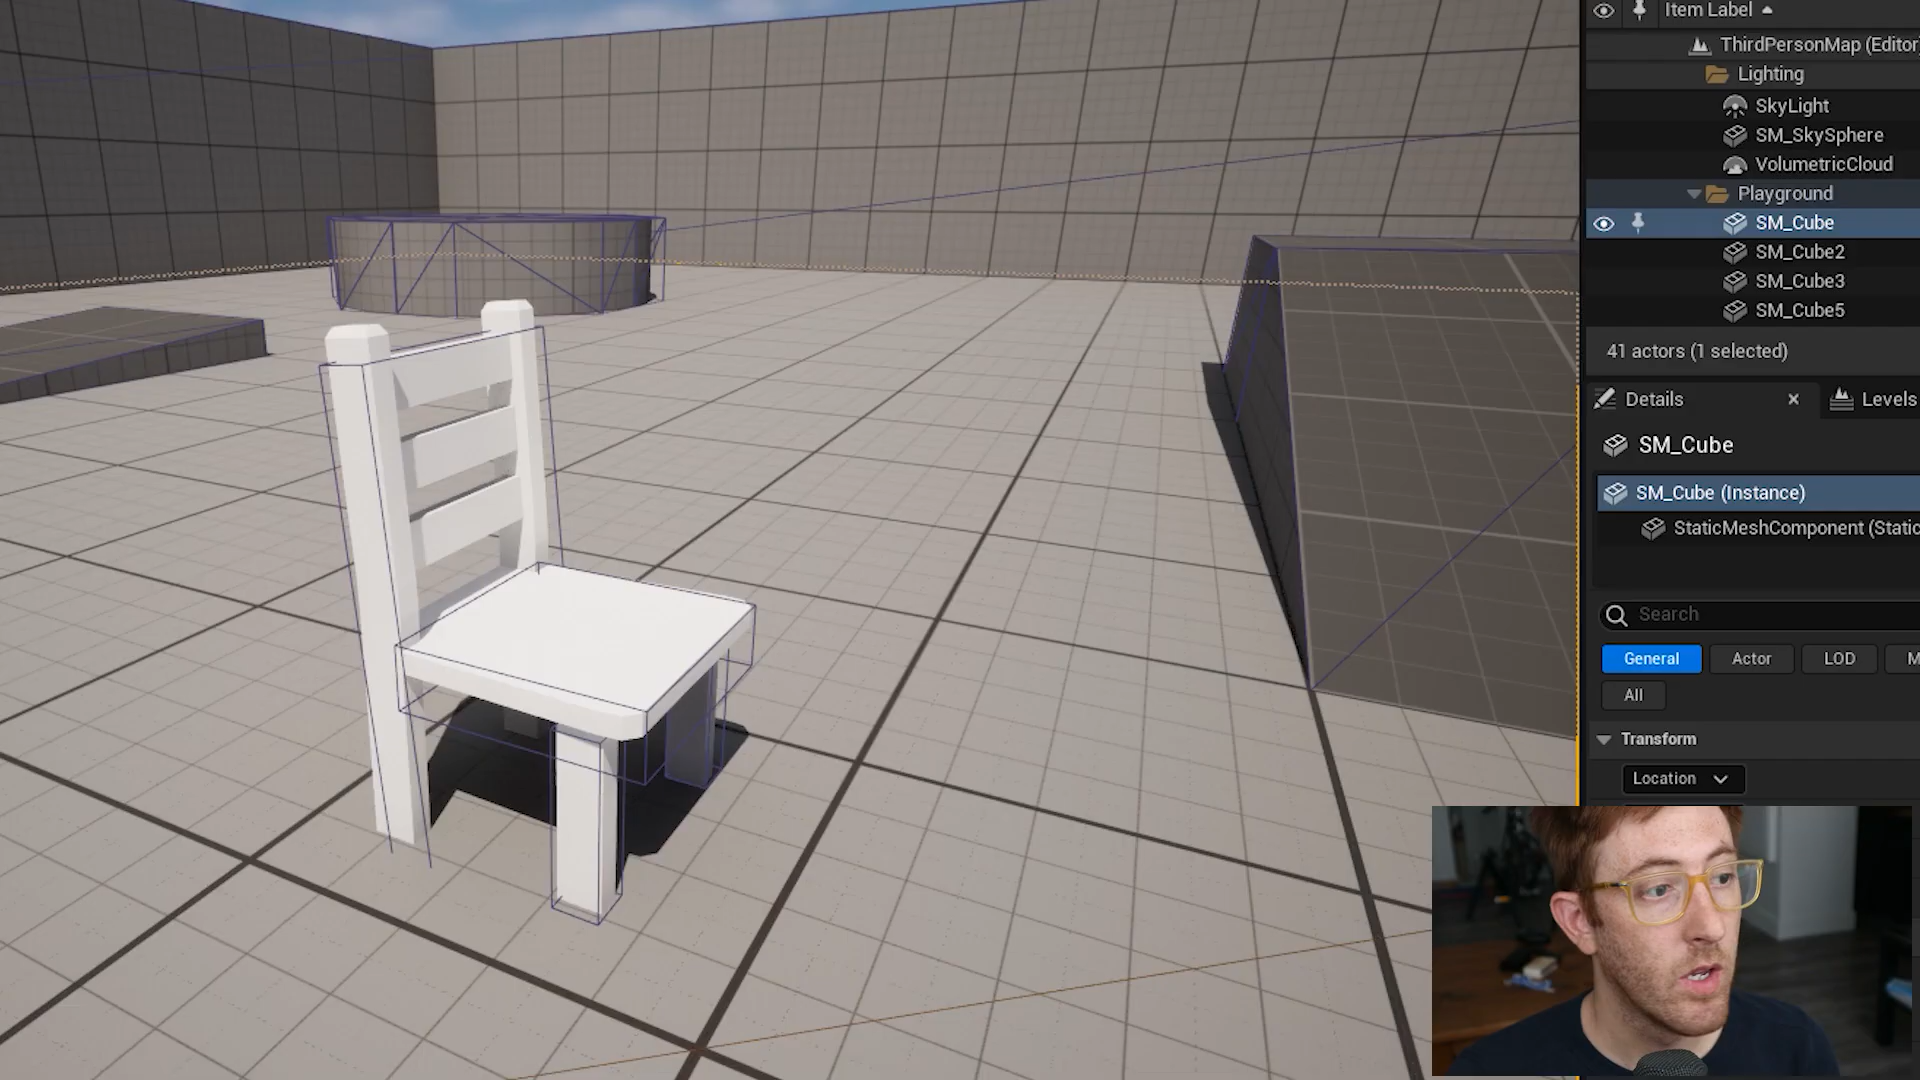 Item Label
ThirdPersonMap (Editor
Lighting
SkyLight
SM_SkySphere
VolumetricCloud
Playground
SM_Cube
SM_Cube2
SM_Cube3
SM_Cube5
41 actors (1 selected)
Details
Levels
SM_Cube
SM_Cube (Instance)
StaticMeshComponent (Static
Search
General
Actor
LOD
M
All
Transform
Location